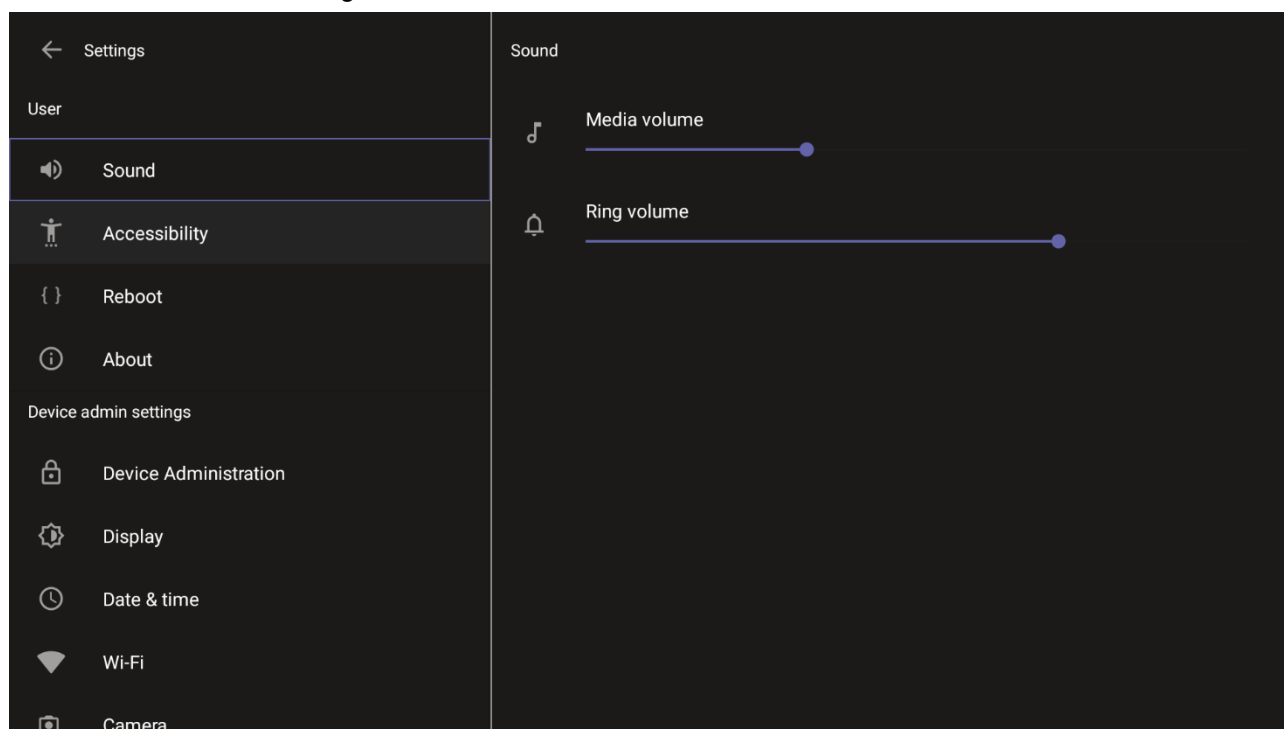 Settings
User
Sound
Accessibility
Reboot
About
Device admin settings
Device Administration
Display
Date & time
Wi-Fi
Camera
Sound
Media volume
Ring volume